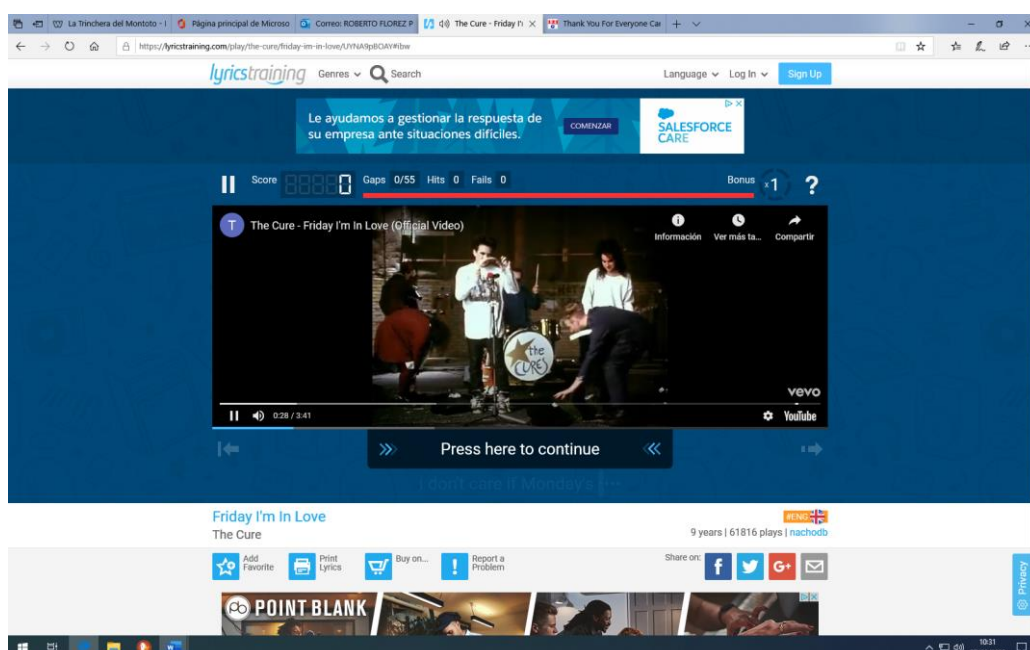 La Trinchera del Montoto - I
Página principal de Microso
Correo: ROBERTO FLOREZ P
The Cure - Friday I'
Thank You For Everyone Car
https://lyricstraining.com/play/the-cure/friday-im-in-love/UYNA9pBOAY#ibw
lyricstraining Genres Search Language Log In Sign Up
Le ayudamos a gestionar la respuesta de
su empresa ante situaciones difíciles.
COMENZAR
SALESFORCE
CARE
Score 0 Gaps 0/55 Hits 0 Fails 0 Bonus x1 ?
T The Cure - Friday I'm In Love (Official Video)
Información Ver más ta... Compartir
the
CURES
vevo
0:28 / 3:41 YouTube
Press here to continue
I don't care if Monday's
Friday I'm In Love #ENG
The Cure 9 years | 61816 plays | nachodb
Add
Favorite
Print
Lyrics
Buy on...
Report a
Problem
Share on: f G+
Privacy
pb POINT BLANK
10:31